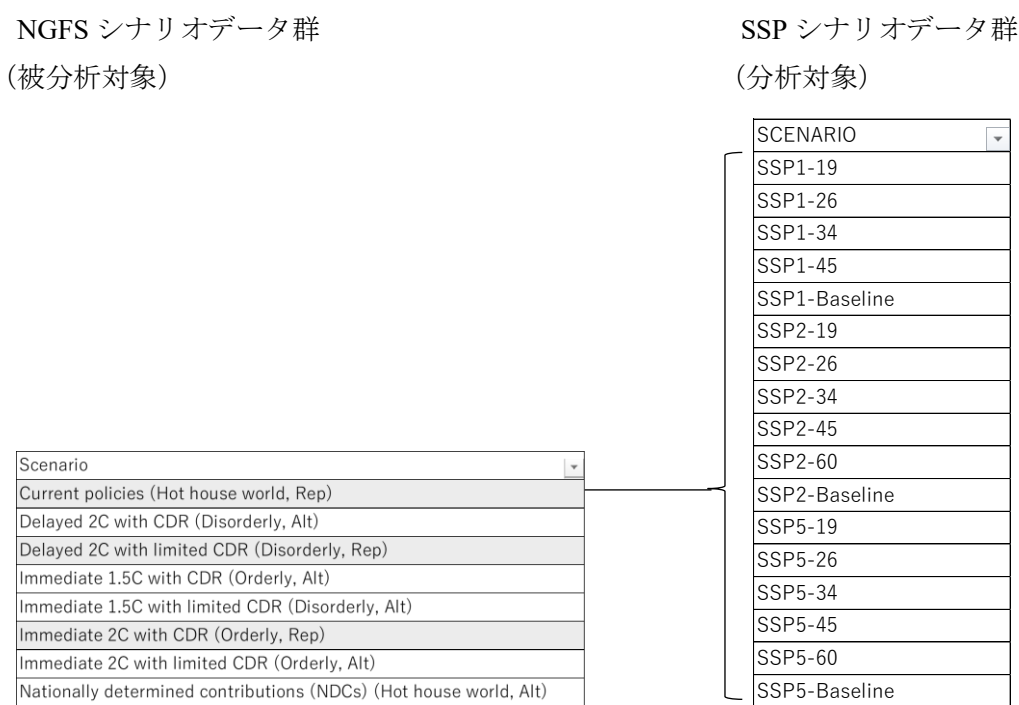 NGFS シナリオデータ群
（被分析対象）
Scenario
Current policies (Hot house world, Rep)
Delayed 2C with CDR (Disorderly, Alt)
Delayed 2C with limited CDR (Disorderly, Rep)
Immediate 1.5C with CDR (Orderly, Alt)
Immediate 1.5C with limited CDR (Disorderly, Alt)
Immediate 2C with CDR (Orderly, Rep)
Immediate 2C with limited CDR (Orderly, Alt)
Nationally determined contributions (NDCs) (Hot house world, Alt)
SSP シナリオデータ群
（分析対象）
SCENARIO
SSP1-19
SSP1-26
SSP1-34
SSP1-45
SSP1-Baseline
SSP2-19
SSP2-26
SSP2-34
SSP2-45
SSP2-60
SSP2-Baseline
SSP5-19
SSP5-26
SSP5-34
SSP5-45
SSP5-60
SSP5-Baseline